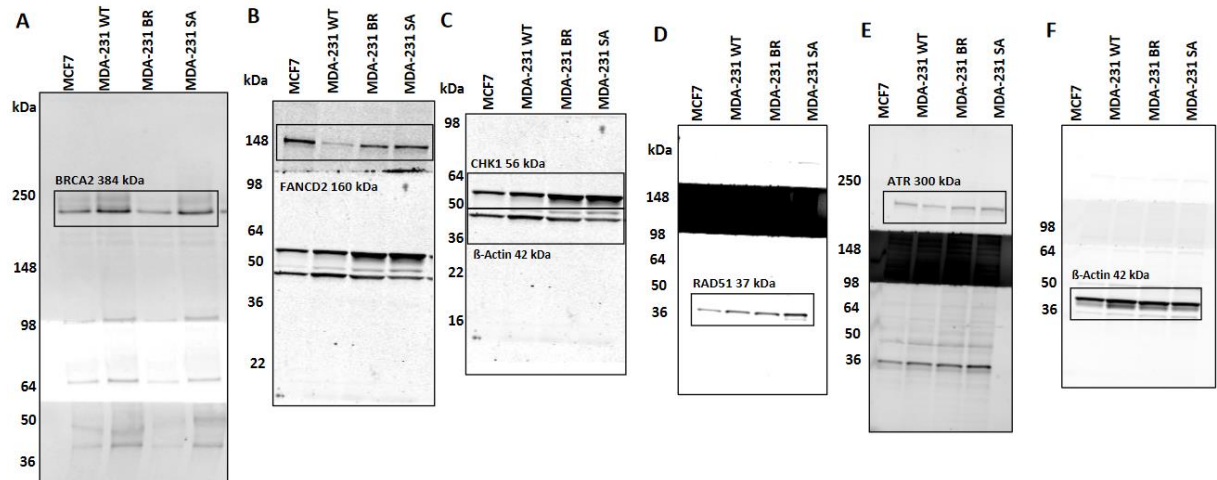 A
MCF7
MDA-231 WT
MDA-231 BR
MDA-231 SA
kDa
250
148
98
64
50
36
BRCA2 384 kDa
B
MCF7
MDA-231 WT
MDA-231 BR
MDA-231 SA
kDa
148
98
64
50
36
22
FANCD2 160 kDa
C
MCF7
MDA-231 WT
MDA-231 BR
MDA-231 SA
kDa
98
64
50
36
22
16
CHK1 56 kDa
ß-Actin 42 kDa
D
MCF7
MDA-231 WT
MDA-231 BR
MDA-231 SA
kDa
148
98
64
50
36
RAD51 37 kDa
E
MCF7
MDA-231 WT
MDA-231 BR
MDA-231 SA
250
148
98
64
50
36
ATR 300 kDa
F
MCF7
MDA-231 WT
MDA-231 BR
MDA-231 SA
98
64
50
36
ß-Actin 42 kDa